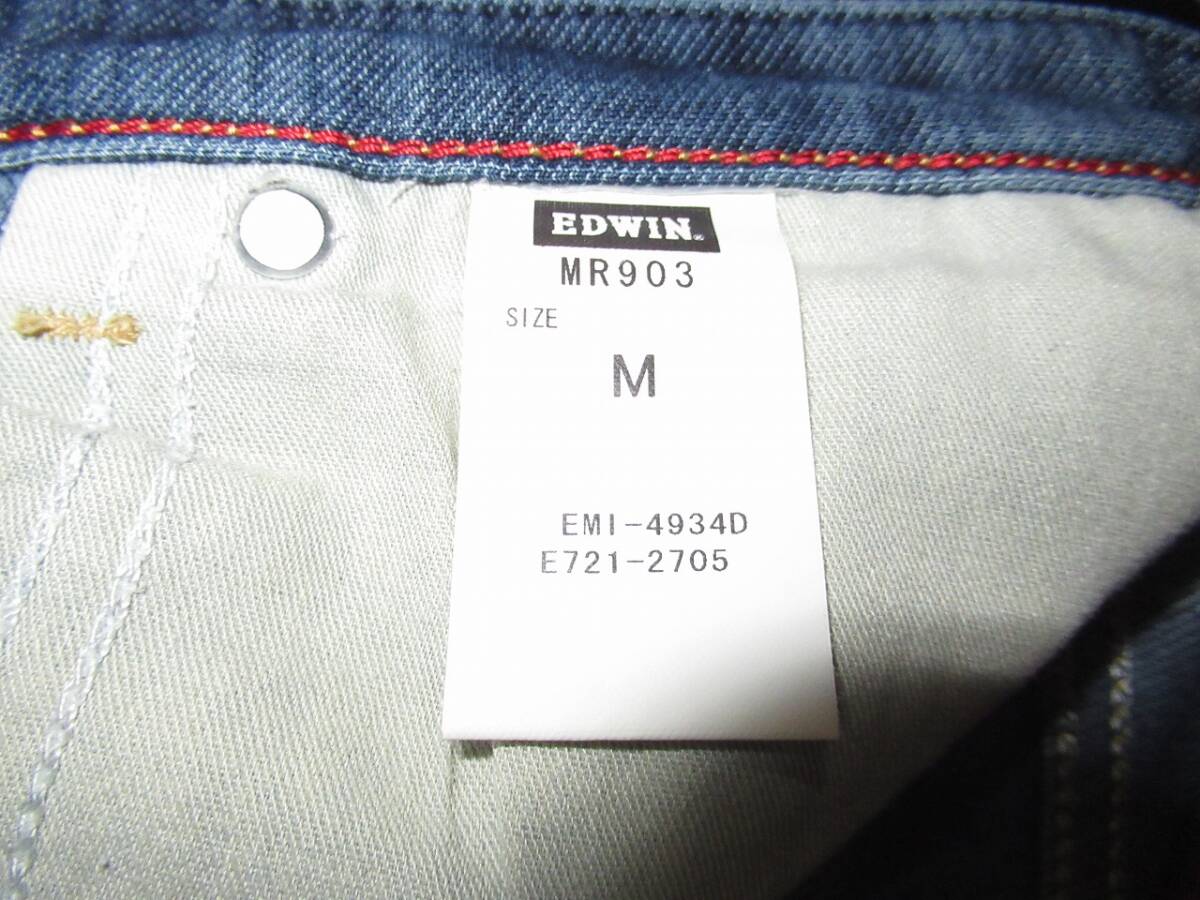 EDWIN.
MR903
SIZE
M
EMI-4934D
E721-2705